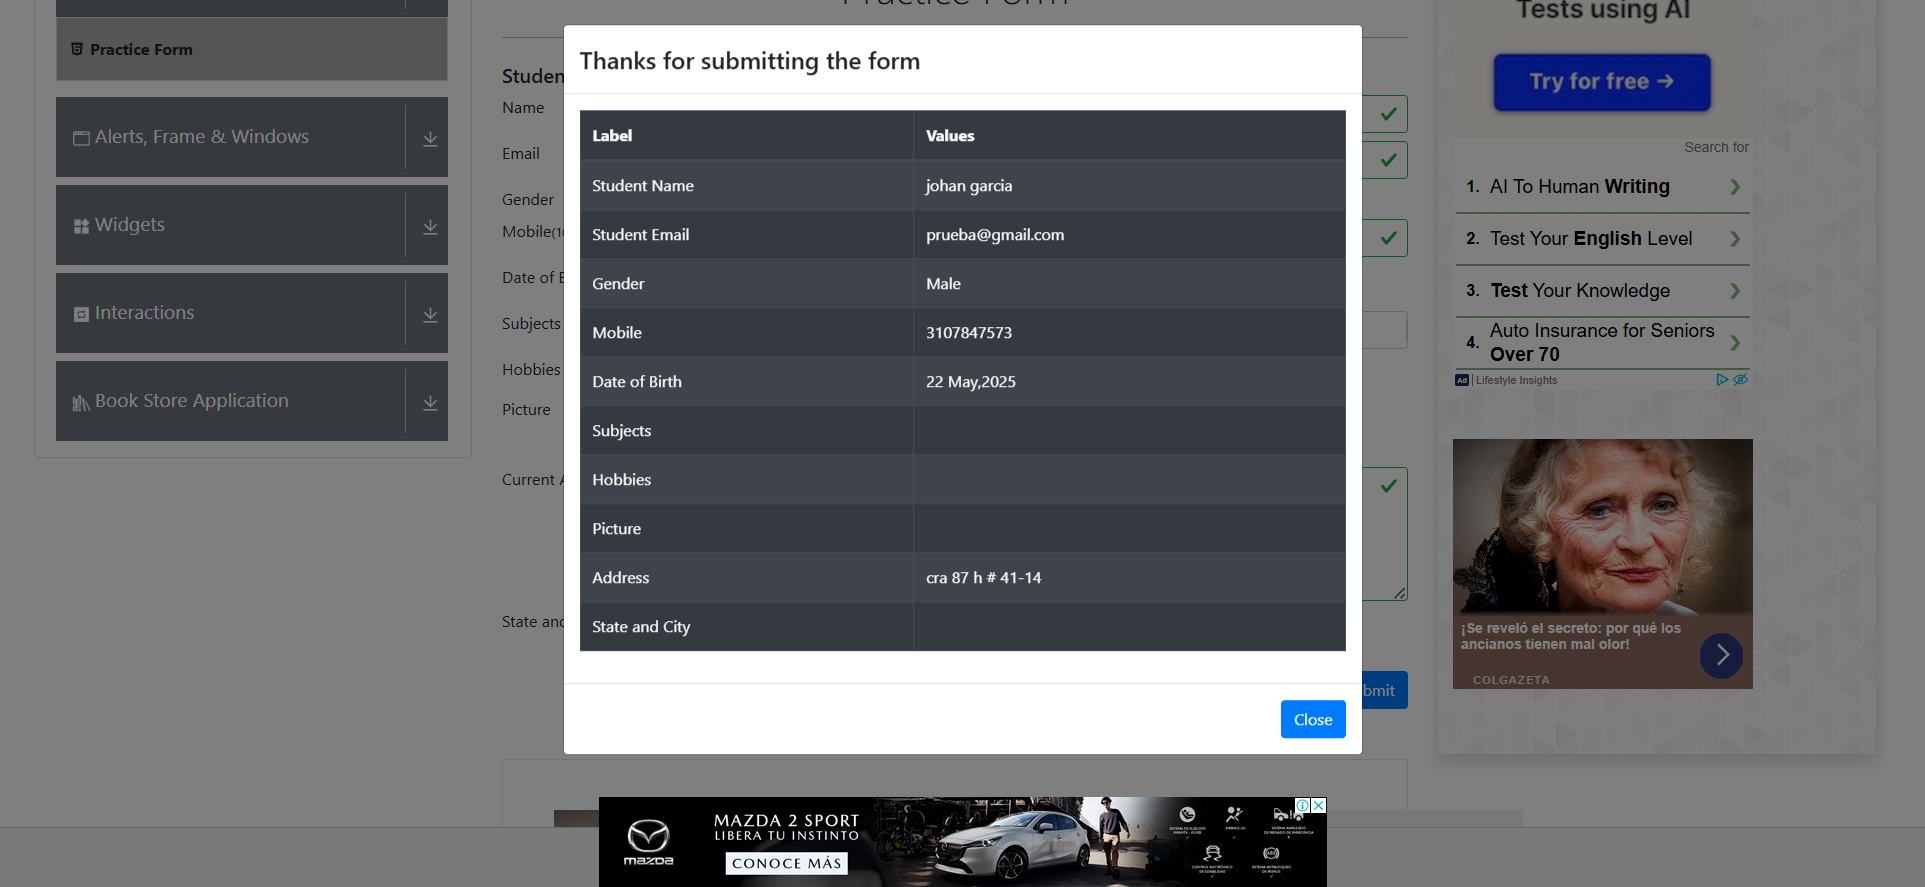 Practice Form
Practice Form
Alerts, Frame & Windows
Widgets
Interactions
Book Store Application
Studen
Name
Email
Gender
Mobile(1
Date of B
Subjects
Hobbies
Picture
Current A
State and
bmit
Thanks for submitting the form
Label Values
Student Name johan garcia
Student Email prueba@gmail.com
Gender Male
Mobile 3107847573
Date of Birth 22 May,2025
Subjects
Hobbies
Picture
Address cra 87 h # 41-14
State and City
Close
Tests using AI
Try for free →
Search for
1. AI To Human Writing
2. Test Your English Level
3. Test Your Knowledge
4. Auto Insurance for Seniors
Over 70
Ad | Lifestyle Insights
¡Se reveló el secreto: por qué los
ancianos tienen mal olor!
COLGAZETA
mazda
MAZDA 2 SPORT
LIBERA TU INSTINTO
CONOCE MÁS